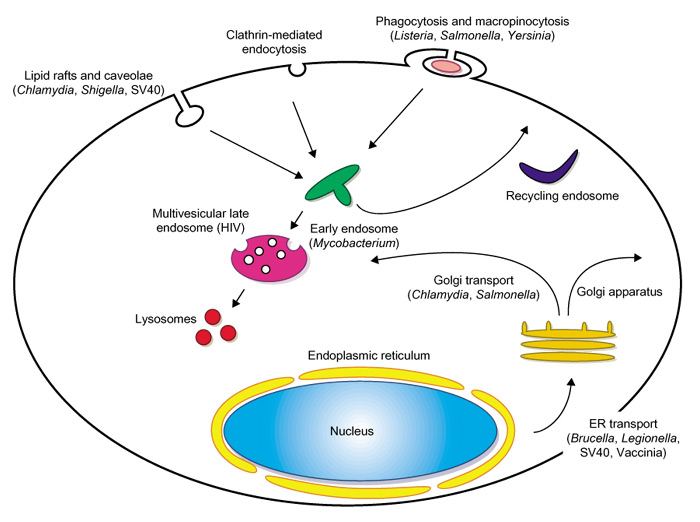 Phagocytosis and macropinocytosis
(Listeria, Salmonella, Yersinia)
Clathrin-mediated
endocytosis
Lipid rafts and caveolae
(Chlamydia, Shigella, SV40)
Recycling endosome
Multivesicular late
endosome (HIV)
Early endosome
(Mycobacterium)
Golgi transport
(Chlamydia, Salmonella)
Golgi apparatus
Lysosomes
Endoplasmic reticulum
Nucleus
ER transport
(Brucella, Legionella,
SV40, Vaccinia)